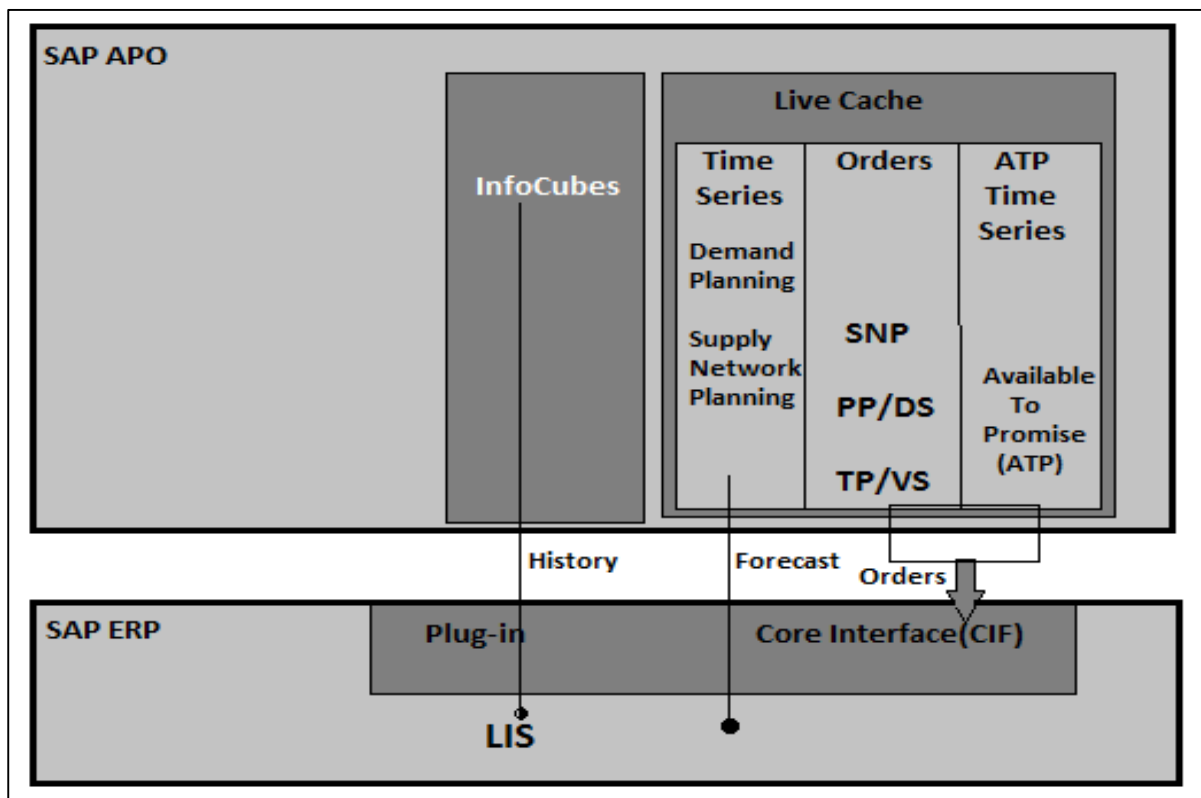 SAP APO
InfoCubes
Live Cache
Time
Series
Demand
Planning
Supply
Network
Planning
Orders
SNP
PP/DS
TP/VS
ATP
Time
Series
Available
To
Promise
(ATP)
History
Forecast
Orders
SAP ERP
Plug-in
Core Interface(CIF)
LIS